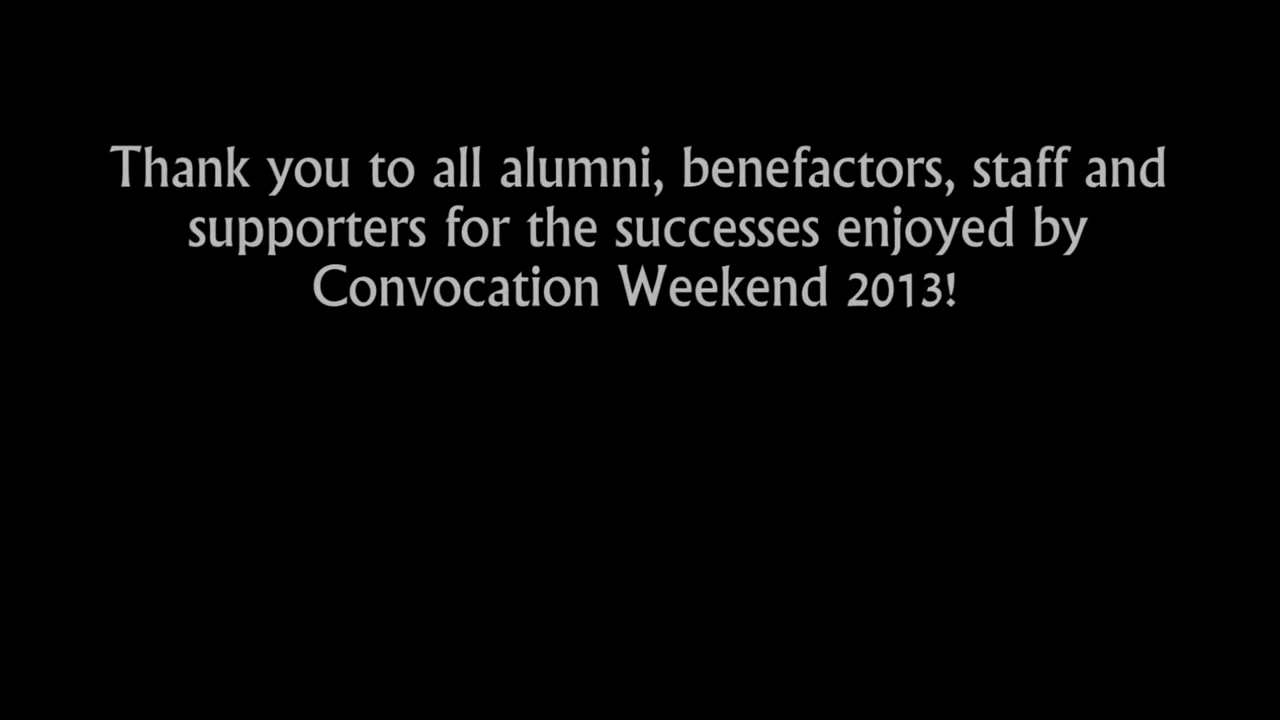 Thank you to all alumni, benefactors, staff and
supporters for the successes enjoyed by
Convocation Weekend 2013!